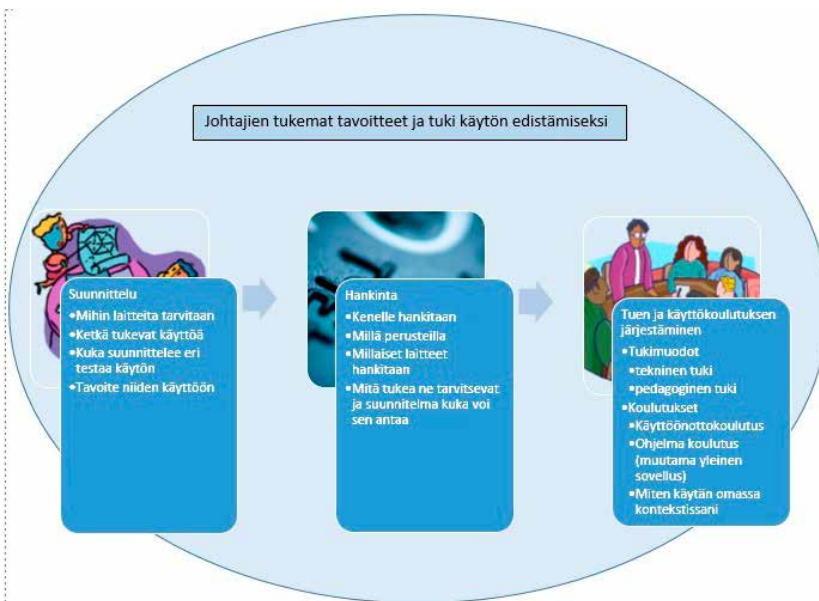 Johtajien tukemat tavoitteet ja tuki käytön edistämiseksi
Suunnittelu
•Mihin laitteita tarvitaan
•Ketkä tukevat käyttöä
•Kuka suunnittelee eri
testaa käytön
•Tavoite niiden käyttöön
Hankinta
•Kenelle hankitaan
•Millä perusteilla
•Millaiset laitteet
hankitaan
•Mitä tukea ne tarvitsevat
ja suunnitelma kuka voi
sen antaa
Tuen ja käyttökoulutuksen
järjestäminen
•Tukimuodot
•tekninen tuki
•pedagoginen tuki
•Koulutukset
•Käyttöönottokoulutus
•Ohjelma koulutus
(muutama yleinen
sovellus)
•Miten käytän omassa
kontekstissani